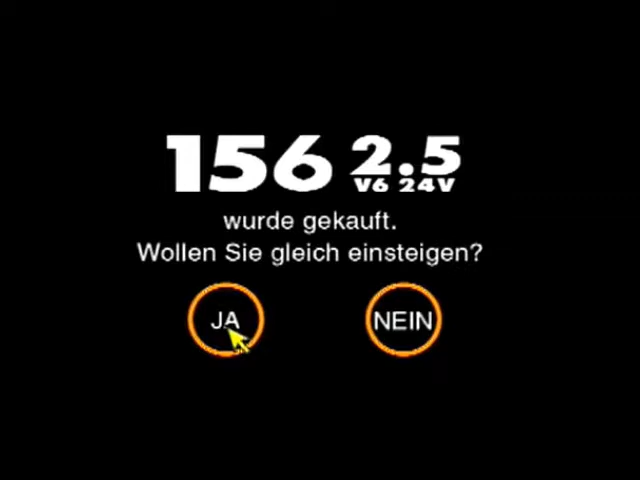 156 2.5
V6 24V
wurde gekauft.
Wollen Sie gleich einsteigen?
JA NEIN